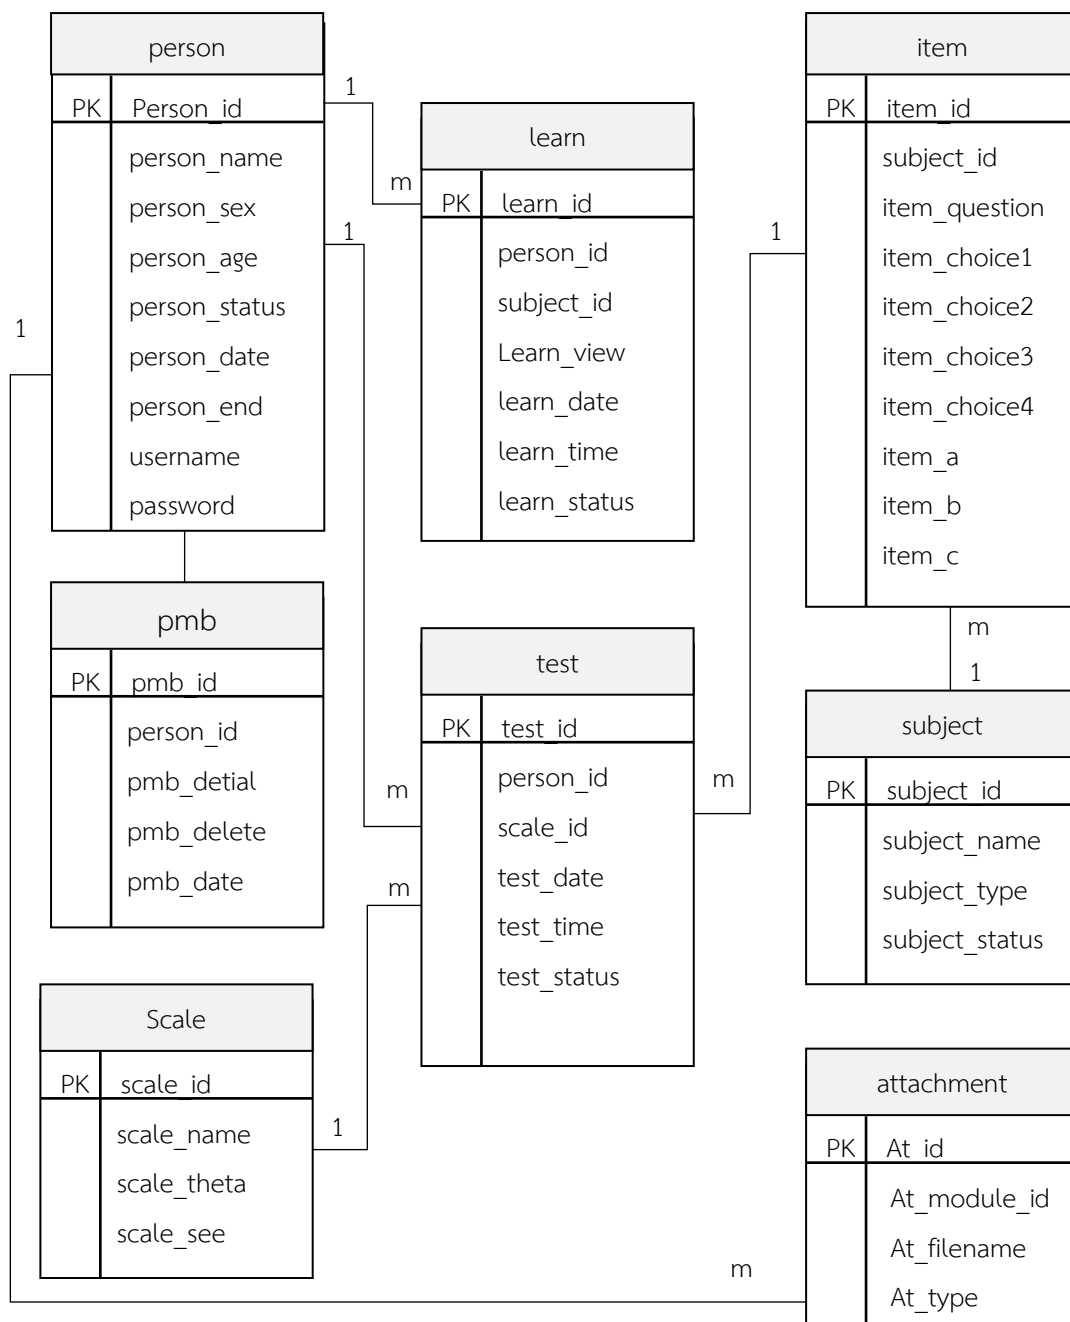 person
PK Person_id
person_name
person_sex
person_age
person_status
person_date
person_end
username
password
1
m
1
1
learn
PK learn_id
person_id
subject_id
Learn_view
learn_date
learn_time
learn_status
item
PK item_id
subject_id
item_question
item_choice1
item_choice2
item_choice3
item_choice4
item_a
item_b
item_c
1
m
m
1
pmb
PK pmb_id
person_id
pmb_detial
pmb_delete
pmb_date
test
PK test_id
person_id
scale_id
test_date
test_time
test_status
m
m
subject
PK subject_id
subject_name
subject_type
subject_status
Scale
PK scale_id
scale_name
scale_theta
scale_see
1
m
attachment
PK At_id
At_module_id
At_filename
At_type